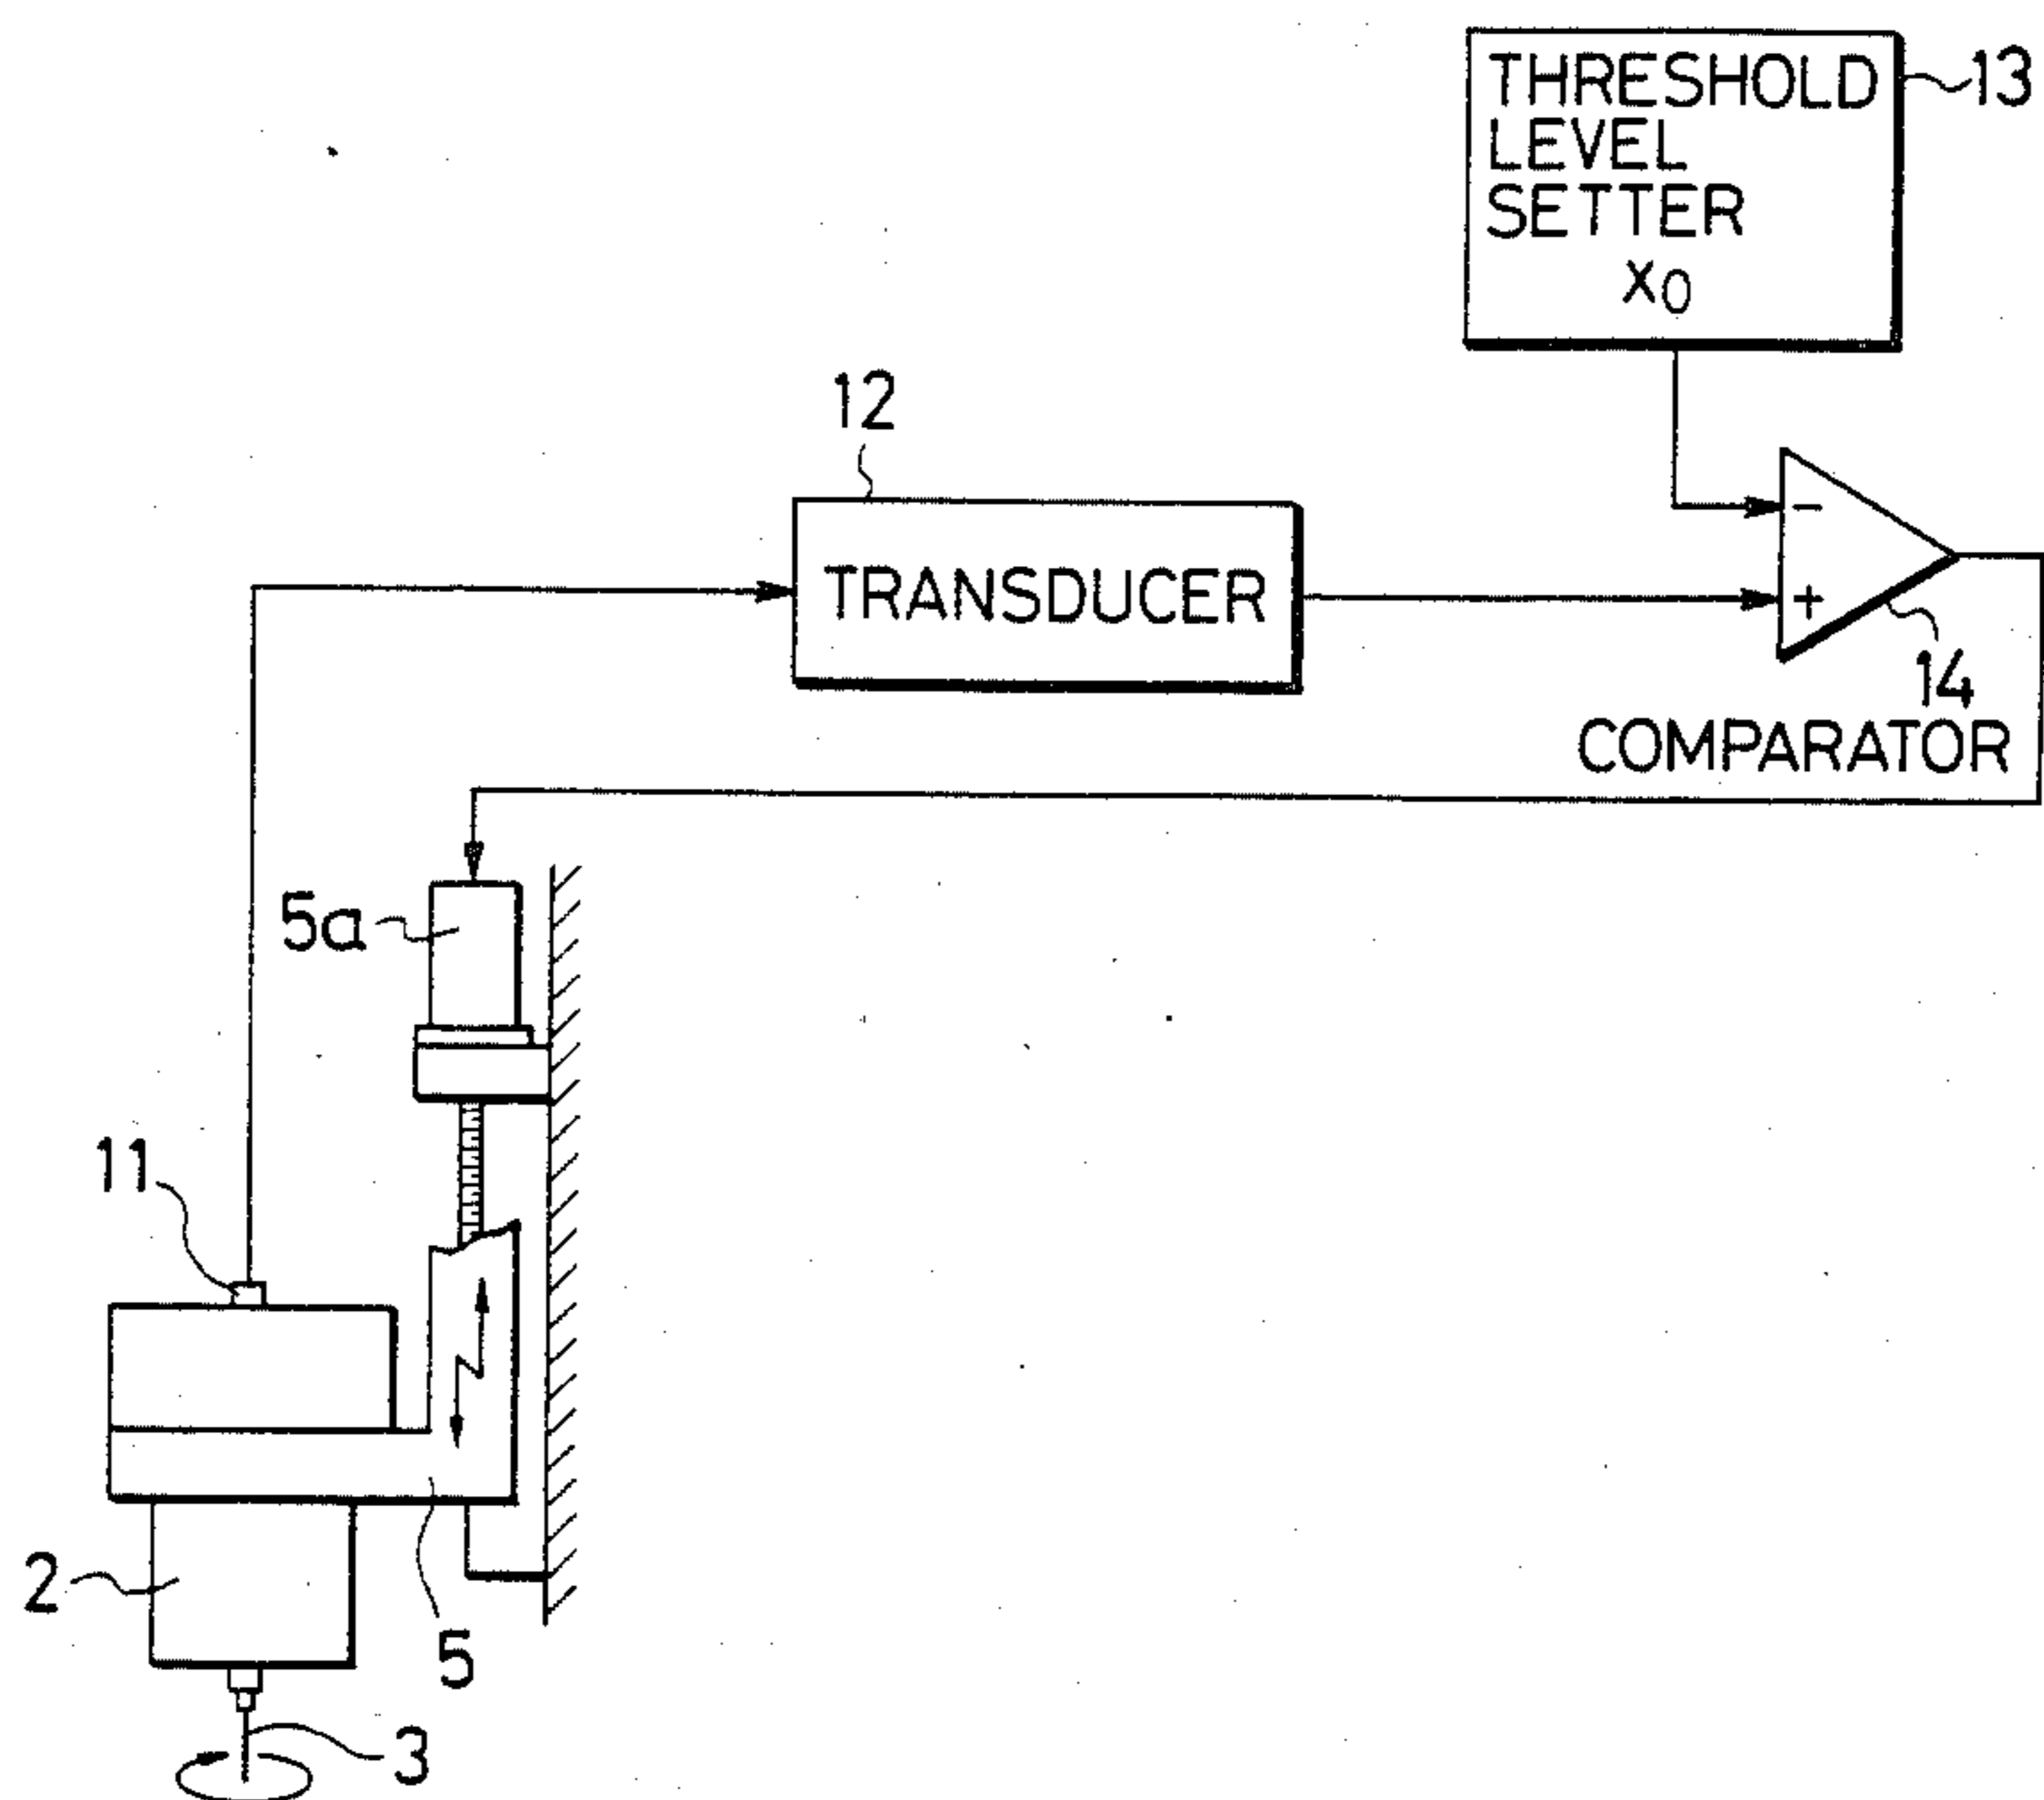 THRESHOLD
LEVEL
SETTER
x0
13
12
TRANSDUCER
-
+
14
COMPARATOR
5a
11
2
5
3